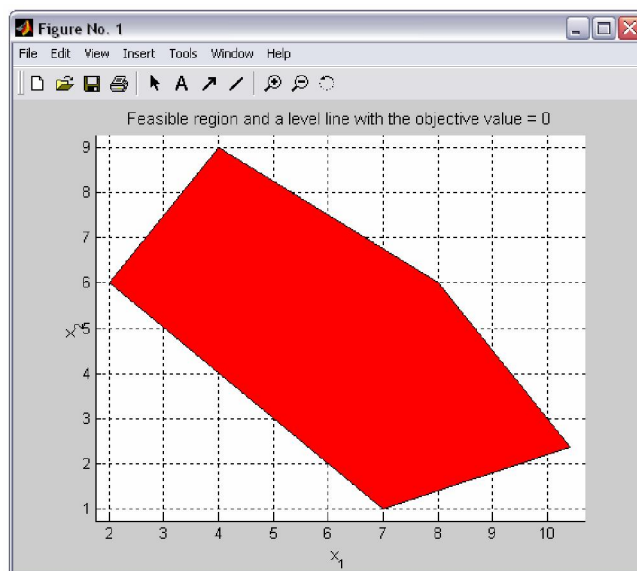 Figure No. 1
File Edit View Insert Tools Window Help
A
Feasible region and a level line with the objective value = 0
9
8
7
6
5
4
3
2
1
x2
2 3 4 5 6 7 8 9 10
x1